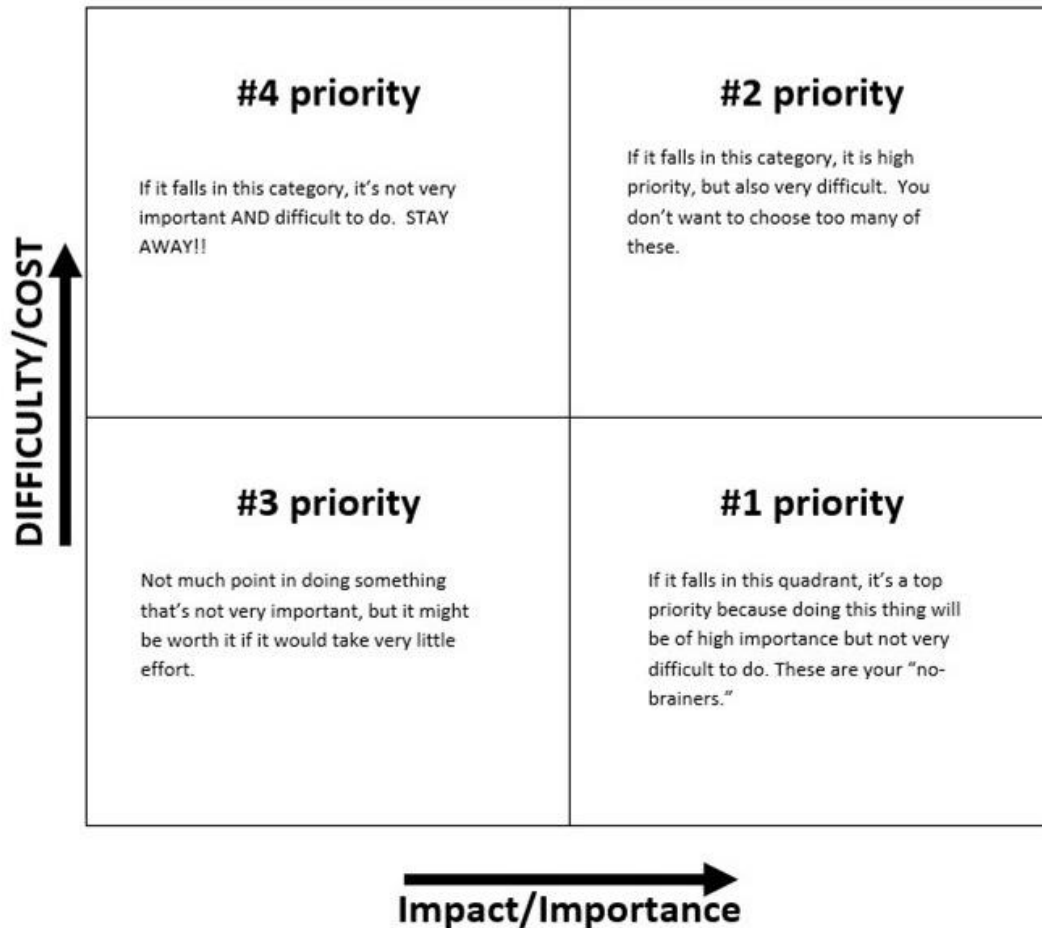 #4 priority
If it falls in this category, it’s not very
important AND difficult to do.  STAY
AWAY!!
#2 priority
If it falls in this category, it is high
priority, but also very difficult.  You
don’t want to choose too many of
these.
DIFFICULTY/COST
#3 priority
Not much point in doing something
that’s not very important, but it might
be worth it if it would take very little
effort.
#1 priority
If it falls in this quadrant, it’s a top
priority because doing this thing will
be of high importance but not very
difficult to do. These are your “no-
brainers.”
Impact/Importance